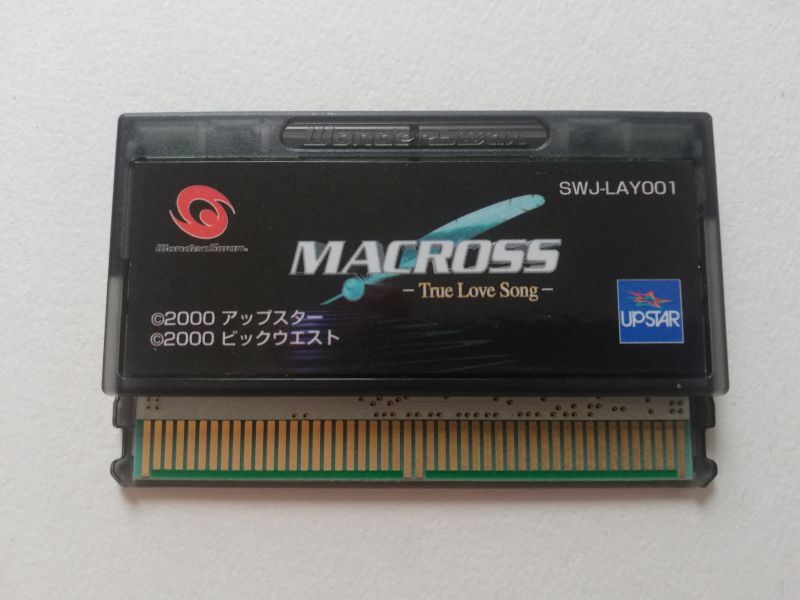 WonderSwan
SWJ-LAY001
WonderSwan
MACROSS
– True Love Song –
©2000 アップスター
©2000 ビックウエスト
UPSTAR